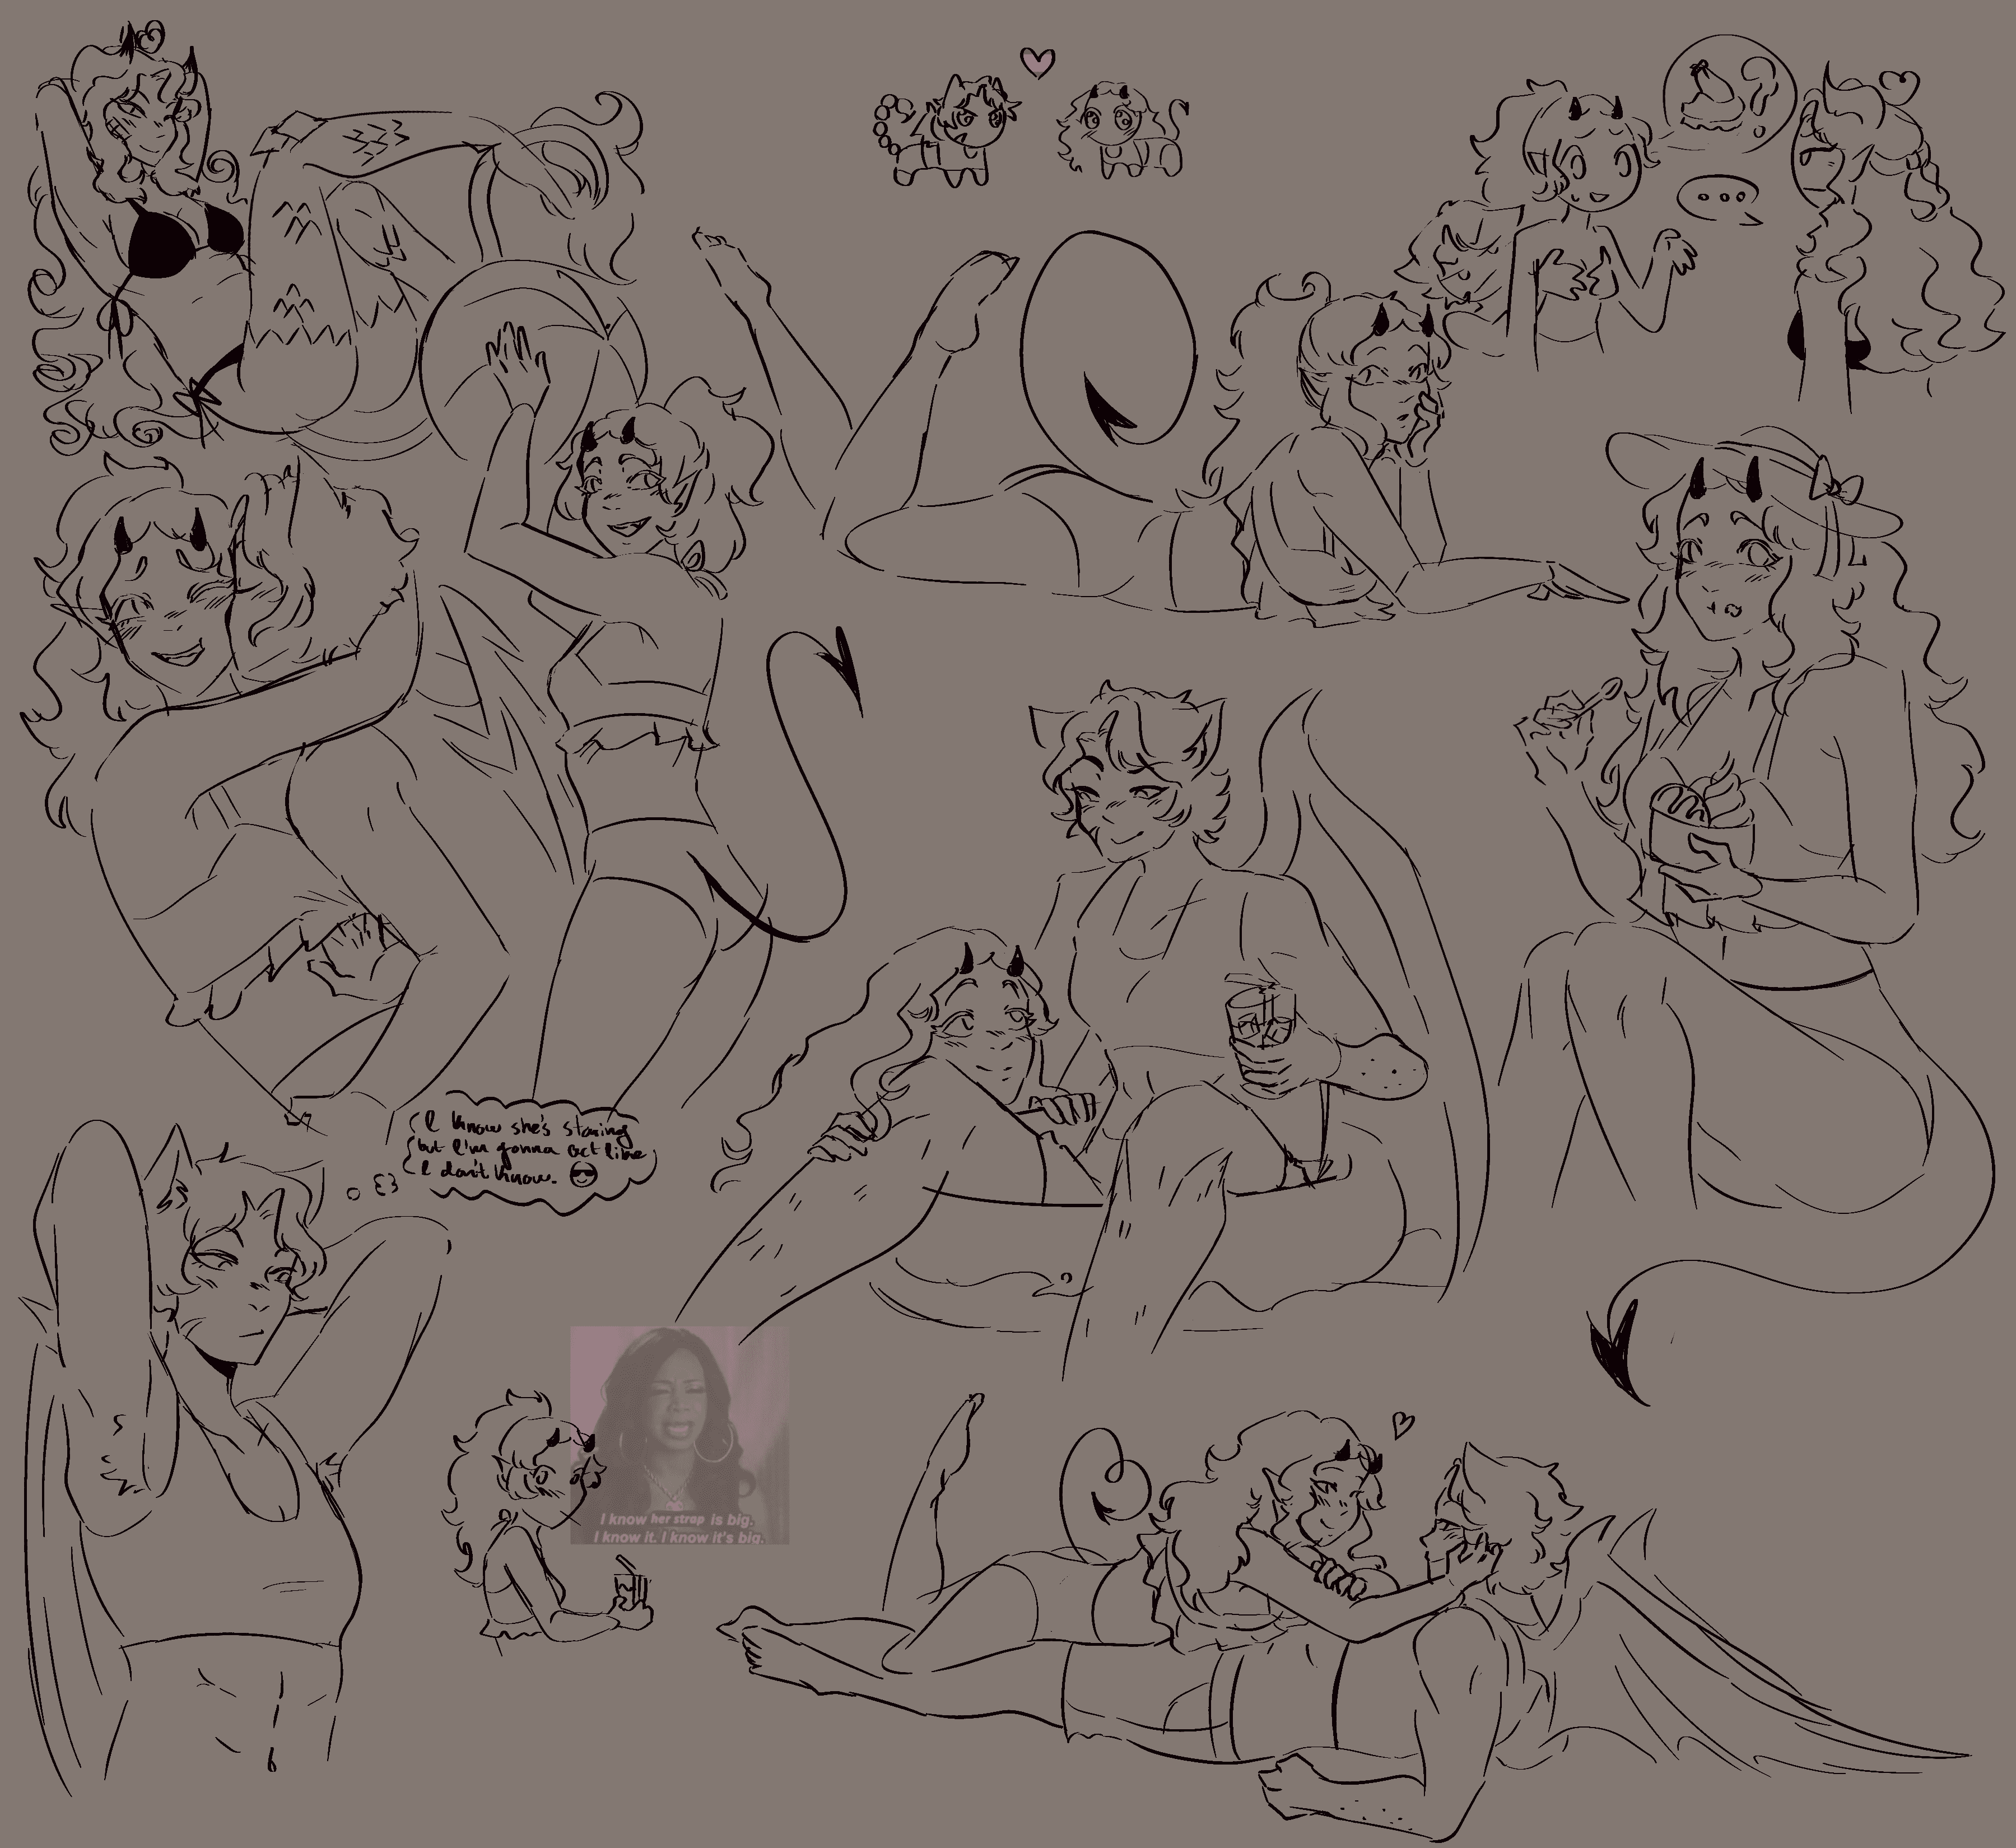 ...
I know she's staring
but I'm gonna act like
I don't know. 😎
I know her strap is big.
I know it. I know it's big.